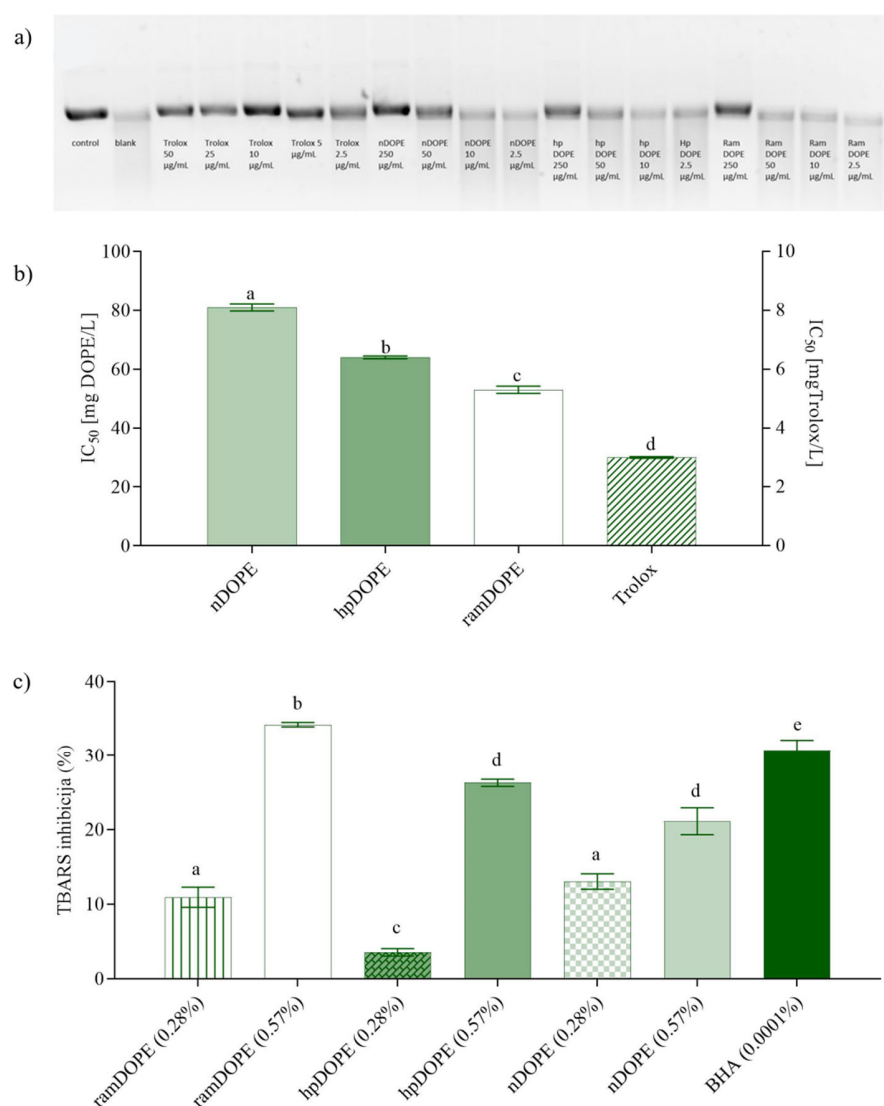 a)
control
blank
Trolox
50
µg/mL
Trolox
25
µg/mL
Trolox
10
µg/mL
Trolox 5
µg/mL
Trolox
2.5
µg/mL
nDOPE
250
µg/mL
nDOPE
50
µg/mL
nDOPE
10
µg/mL
nDOPE
2.5
µg/mL
hp
DOPE
250
µg/mL
hp
DOPE
50
µg/mL
hp
DOPE
10
µg/mL
Hp
DOPE
2.5
µg/mL
Ram
DOPE
250
µg/mL
Ram
DOPE
50
µg/mL
Ram
DOPE
10
µg/mL
Ram
DOPE
2.5
µg/mL
b)
IC₅₀ [mg DOPE/L]
100
80
60
40
20
0
a
b
c
d
10
8
6
4
2
0
IC₅₀ [mgTrolox/L]
nDOPE
hpDOPE
ramDOPE
Trolox
c)
TBARS inhibicija (%)
40
30
20
10
0
a
b
c
d
a
d
e
ramDOPE (0.28%)
ramDOPE (0.57%)
hpDOPE (0.28%)
hpDOPE (0.57%)
nDOPE (0.28%)
nDOPE (0.57%)
BHA (0.0001%)